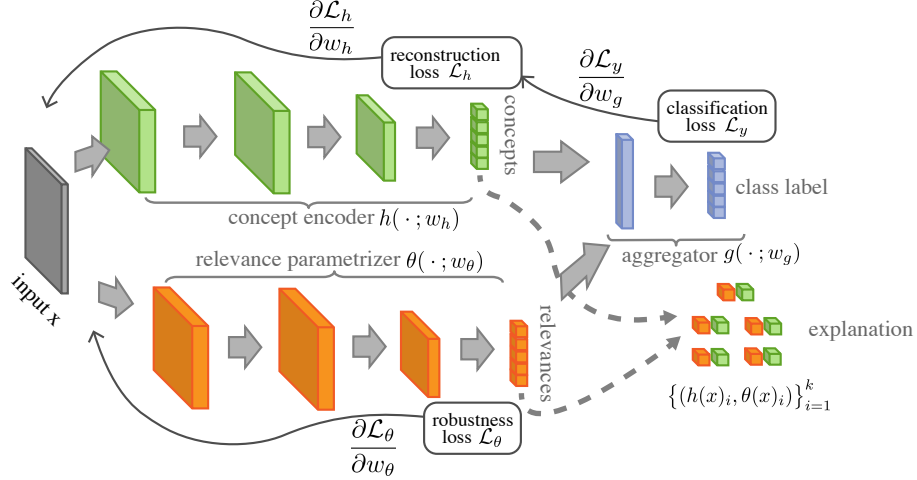 ∂ℒ_h / ∂w_h
reconstruction
loss ℒ_h
∂ℒ_y / ∂w_g
classification
loss ℒ_y
concepts
class label
concept encoder h( · ; w_h)
aggregator g( · ; w_g)
relevance parametrizer θ( · ; w_θ)
input x
relevances
explanation
{(h(x)_i, θ(x)_i)}_{i=1}^k
robustness
loss ℒ_θ
∂ℒ_θ / ∂w_θ